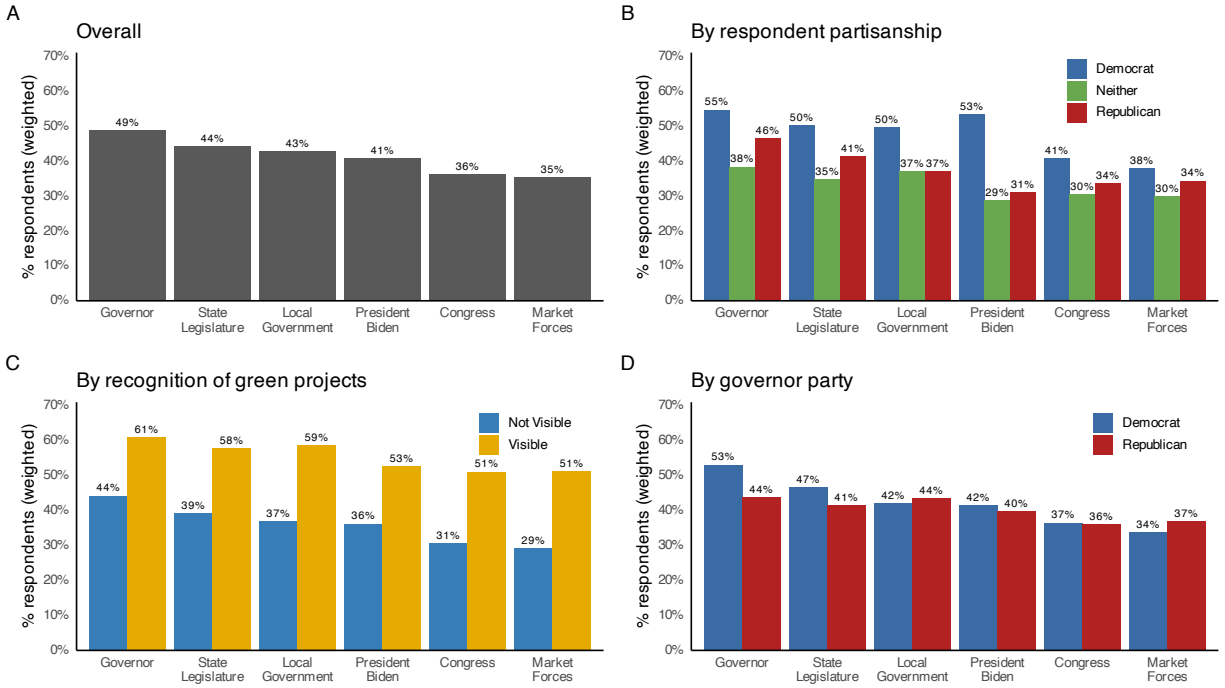 A
Overall
% respondents (weighted)
70%
60%
50%
40%
30%
20%
10%
0%
49%
44%
43%
41%
36%
35%
Governor
State
Legislature
Local
Government
President
Biden
Congress
Market
Forces
B
By respondent partisanship
% respondents (weighted)
70%
60%
50%
40%
30%
20%
10%
0%
Democrat
Neither
Republican
55%
38%
46%
50%
35%
41%
50%
37%
37%
53%
29%
31%
41%
30%
34%
38%
30%
34%
Governor
State
Legislature
Local
Government
President
Biden
Congress
Market
Forces
C
By recognition of green projects
% respondents (weighted)
70%
60%
50%
40%
30%
20%
10%
0%
Not Visible
Visible
44%
61%
39%
58%
37%
59%
36%
53%
31%
51%
29%
51%
Governor
State
Legislature
Local
Government
President
Biden
Congress
Market
Forces
D
By governor party
% respondents (weighted)
70%
60%
50%
40%
30%
20%
10%
0%
Democrat
Republican
53%
44%
47%
41%
42%
44%
42%
40%
37%
36%
34%
37%
Governor
State
Legislature
Local
Government
President
Biden
Congress
Market
Forces